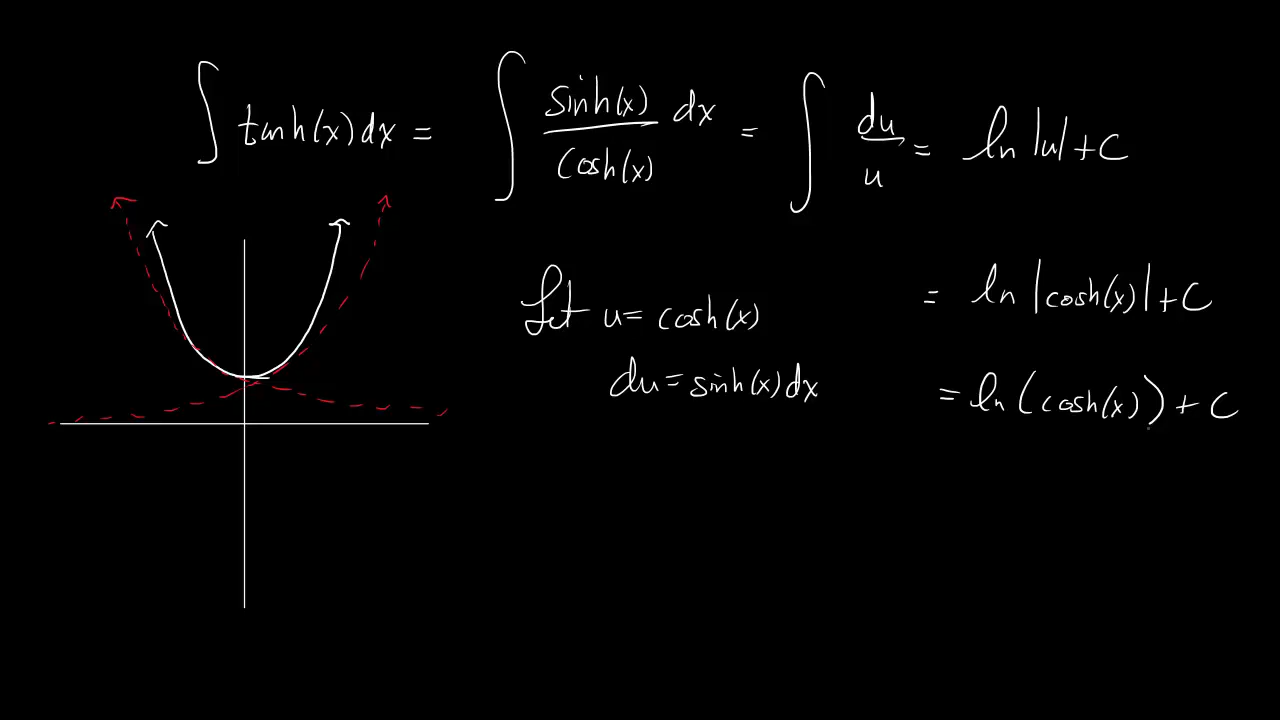 ∫ tanh(x) dx = ∫ sinh(x)/cosh(x) dx = ∫ du/u = ln |u| + C
Let u = cosh(x)
du = sinh(x) dx
= ln |cosh(x)| + C
= ln (cosh(x)) + C